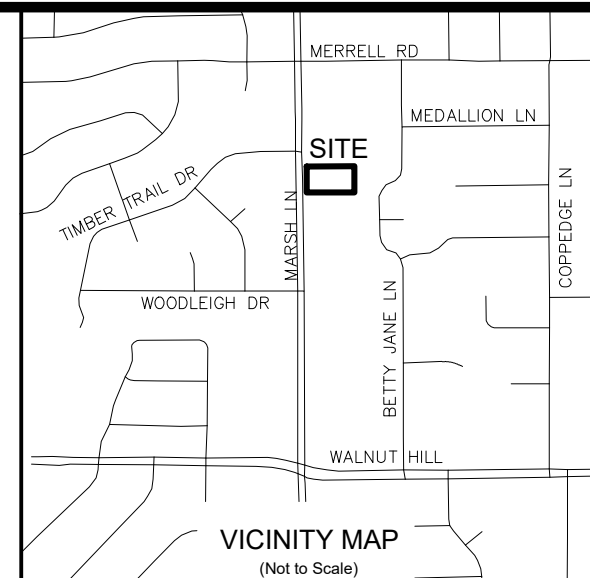 MERRELL RD
MEDALLION LN
SITE
TIMBER TRAIL DR
MARSH LN
COPPEDGE LN
WOODLEIGH DR
BETTY JANE LN
WALNUT HILL
VICINITY MAP
(Not to Scale)